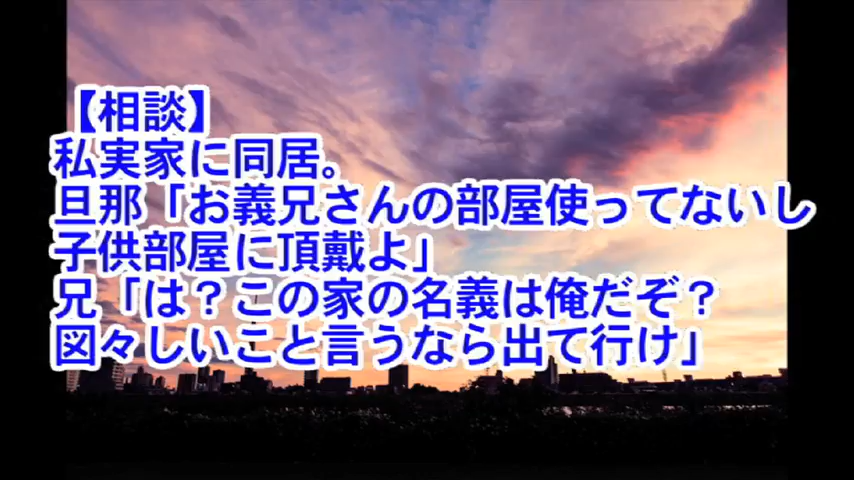 【相談】
私実家に同居。
旦那「お義兄さんの部屋使ってないし
子供部屋に頂戴よ」
兄「は？この家の名義は俺だぞ？
図々しいこと言うなら出て行け」